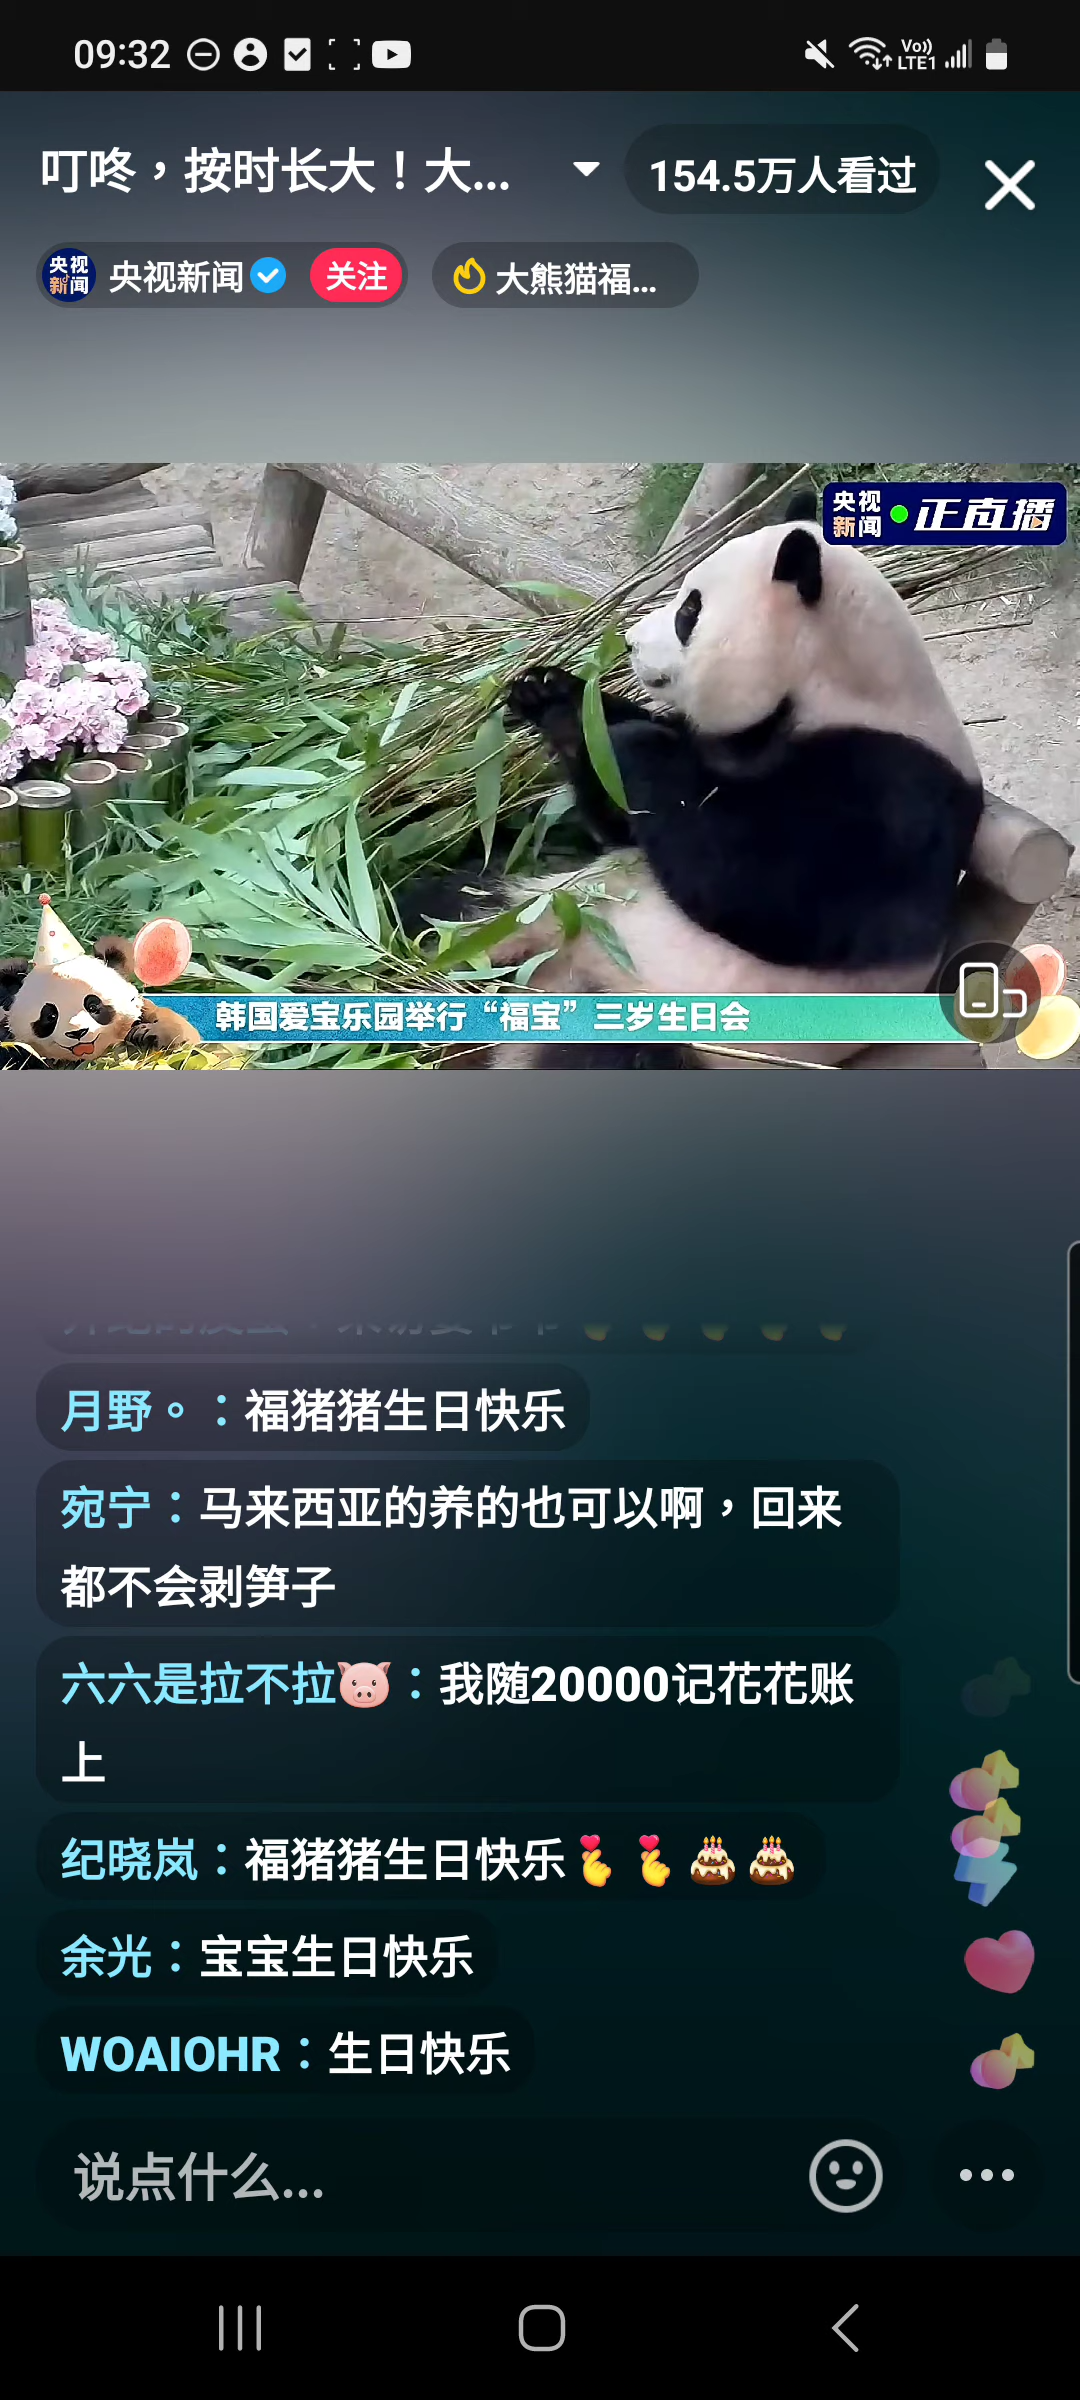 09:32
Vo)) LTE1
叮咚，按时长大！大...
154.5万人看过
央视新闻
央视新闻
关注
大熊猫福...
央视新闻
正直播
韩国爱宝乐园举行“福宝”三岁生日会
月野。：福猪猪生日快乐
宛宁：马来西亚的养的也可以啊，回来
都不会剥笋子
六六是拉不拉🐷：我随20000记花花账
上
纪晓岚：福猪猪生日快乐🫰🫰🎂🎂
余光：宝宝生日快乐
WOAIOHR：生日快乐
说点什么...